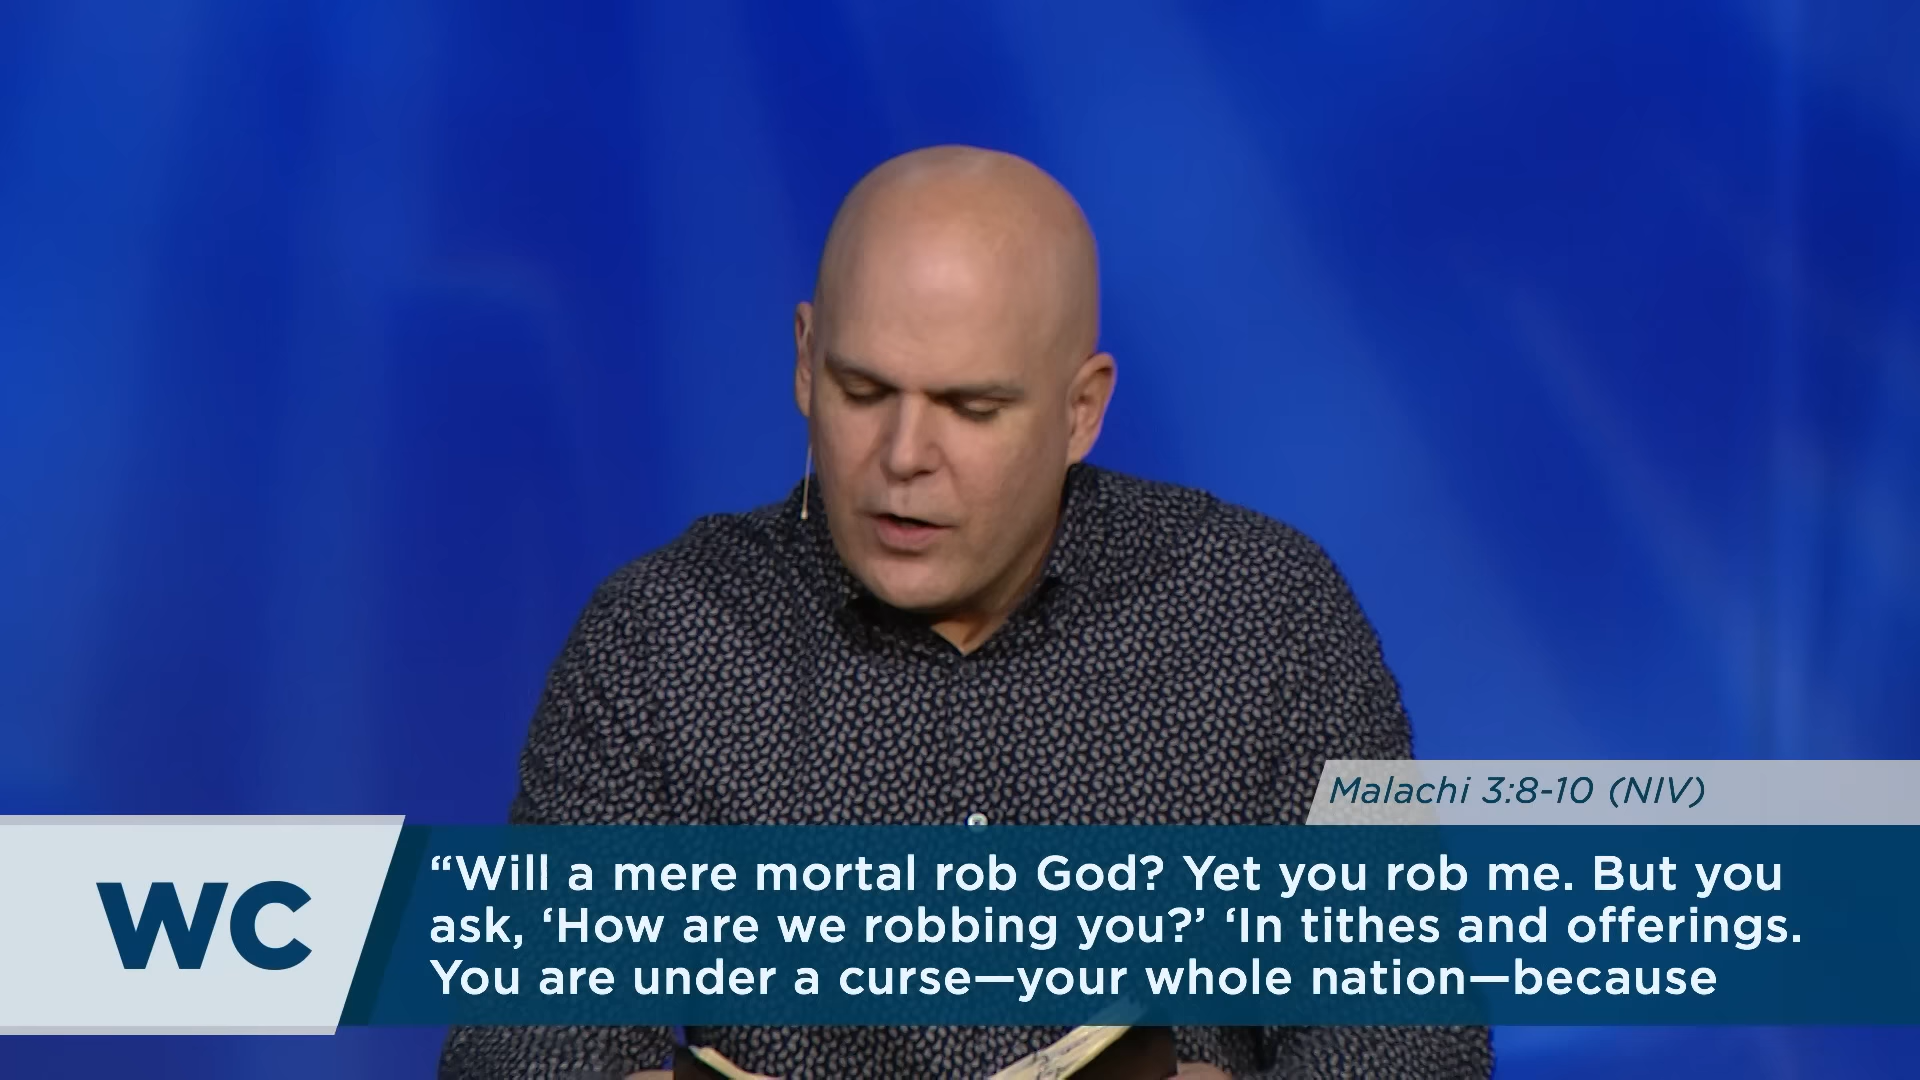 Malachi 3:8-10 (NIV)
WC
“Will a mere mortal rob God? Yet you rob me. But you
ask, ‘How are we robbing you?’ ‘In tithes and offerings.
You are under a curse—your whole nation—because